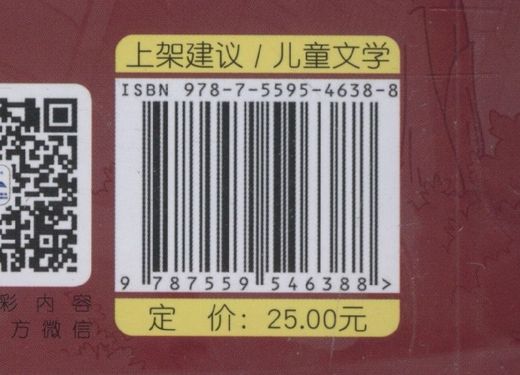 上架建议 / 儿童文学
ISBN 978-7-5595-4638-8
9 787559 546388 >
定 价: 25.00元
彩 内 容
方 微 信